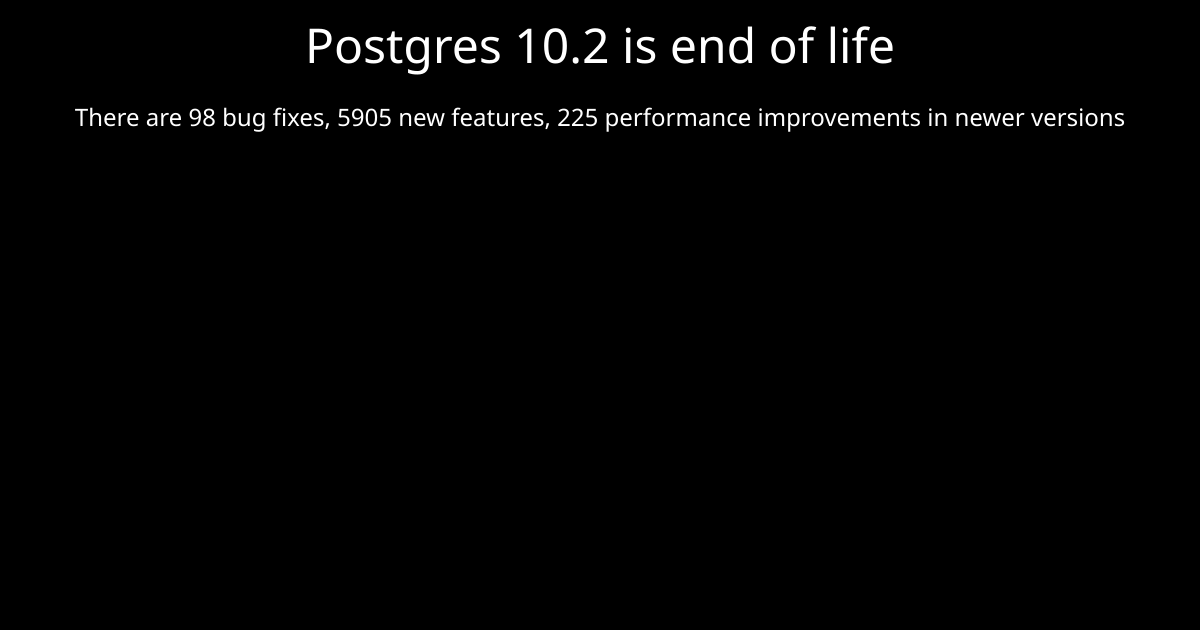 Postgres 10.2 is end of life
There are 98 bug fixes, 5905 new features, 225 performance improvements in newer versions